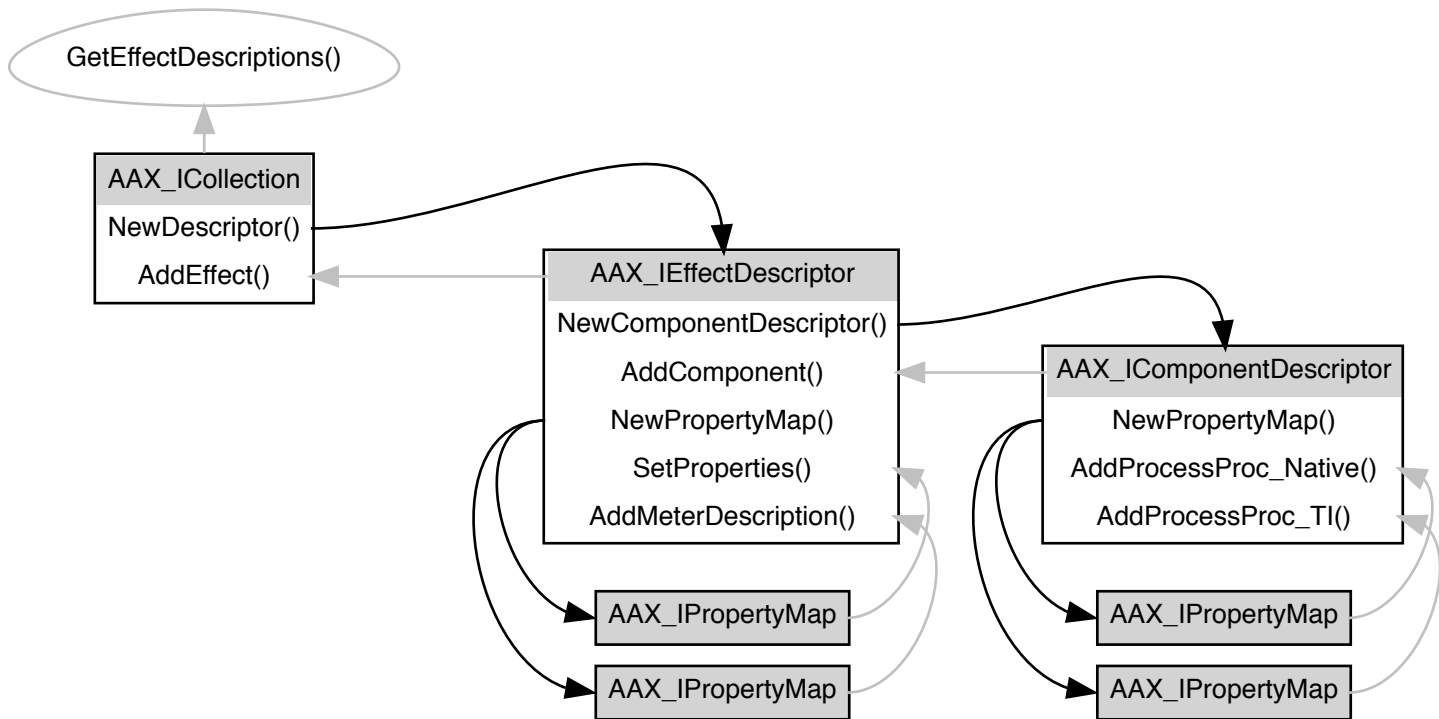 GetEffectDescriptions()
AAX_ICollection
NewDescriptor()
AddEffect()
AAX_IEffectDescriptor
NewComponentDescriptor()
AddComponent()
NewPropertyMap()
SetProperties()
AddMeterDescription()
AAX_IComponentDescriptor
NewPropertyMap()
AddProcessProc_Native()
AddProcessProc_TI()
AAX_IPropertyMap
AAX_IPropertyMap
AAX_IPropertyMap
AAX_IPropertyMap